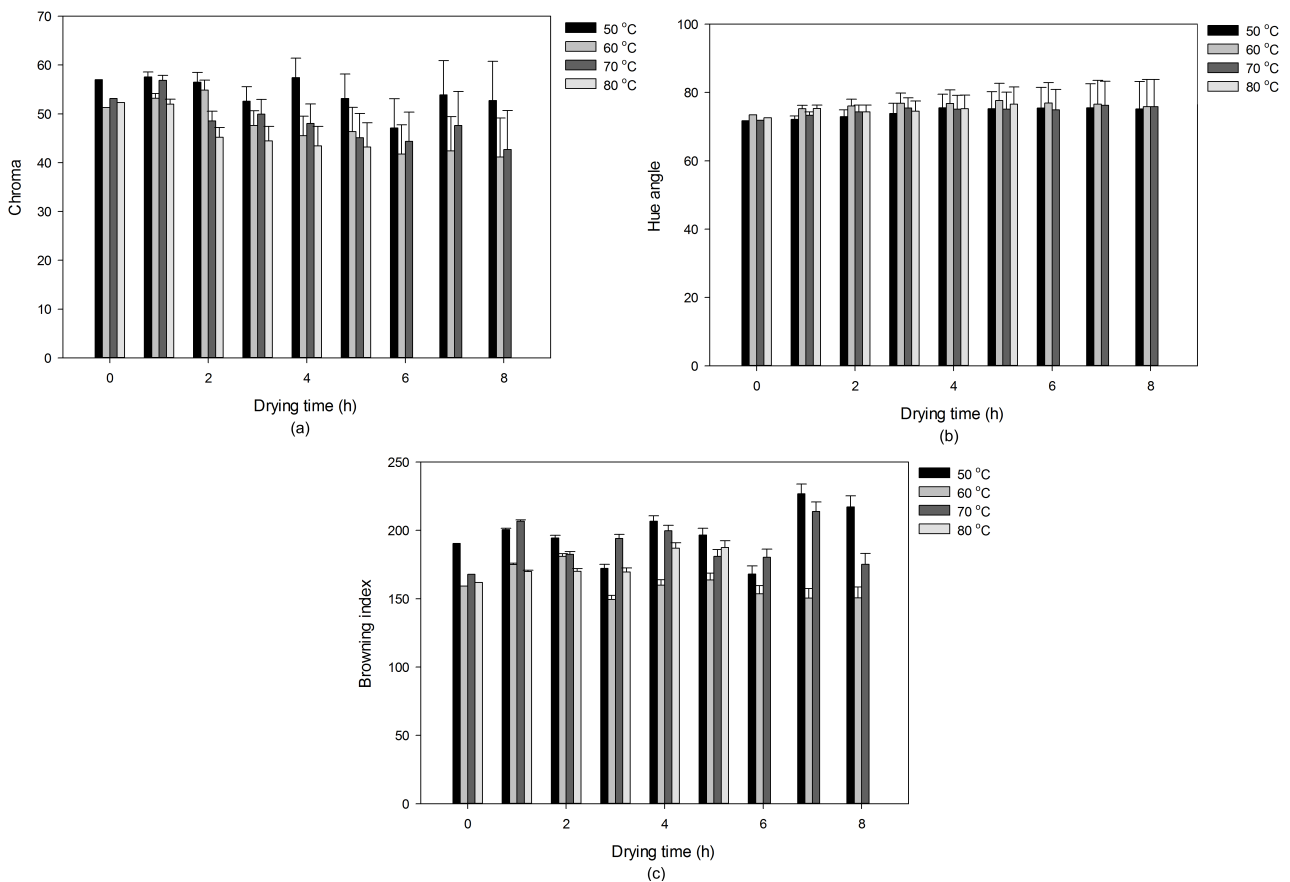 70
60
50
40
30
20
10
0
Chroma
0 2 4 6 8
Drying time (h)
(a)
50 °C
60 °C
70 °C
80 °C
100
80
60
40
20
0
Hue angle
0 2 4 6 8
Drying time (h)
(b)
50 °C
60 °C
70 °C
80 °C
250
200
150
100
50
0
Browning index
0 2 4 6 8
Drying time (h)
(c)
50 °C
60 °C
70 °C
80 °C